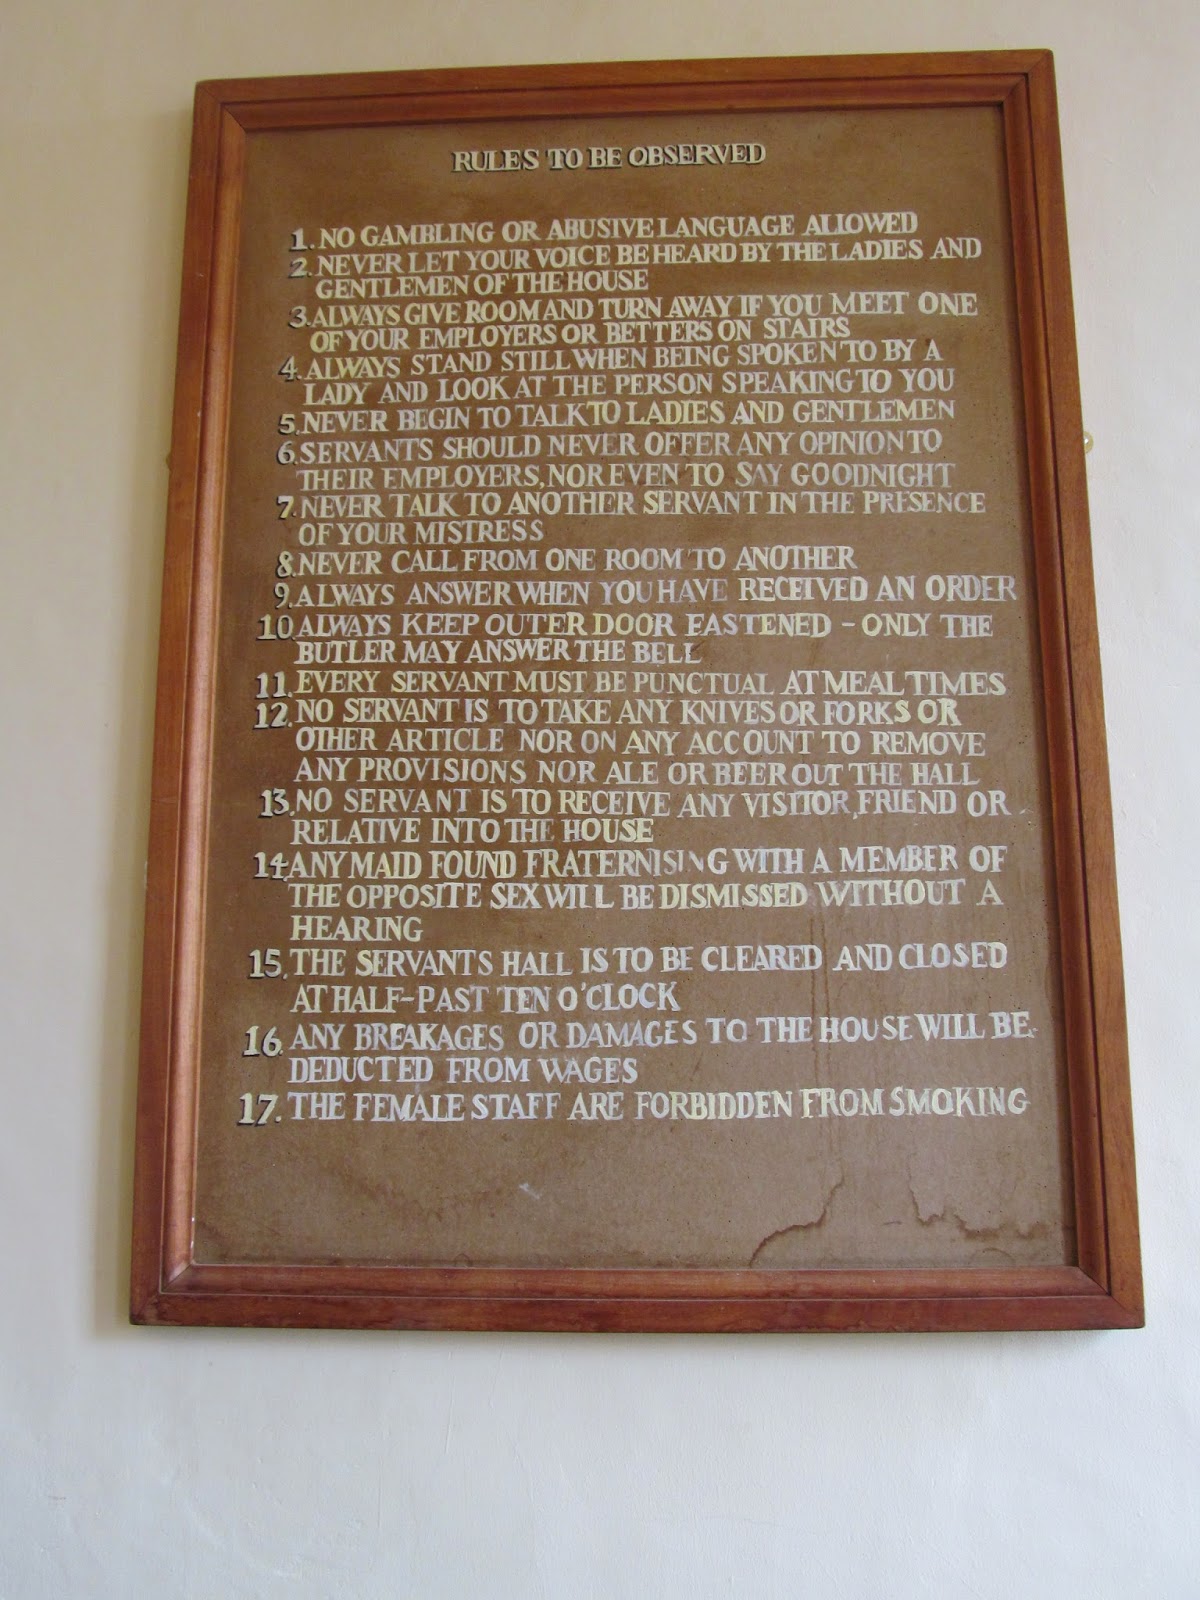 RULES TO BE OBSERVED
1. NO GAMBLING OR ABUSIVE LANGUAGE ALLOWED
2. NEVER LET YOUR VOICE BE HEARD BY THE LADIES AND
GENTLEMEN OF THE HOUSE
3. ALWAYS GIVE ROOM AND TURN AWAY IF YOU MEET ONE
OF YOUR EMPLOYERS OR BETTERS ON STAIRS
4. ALWAYS STAND STILL WHEN BEING SPOKEN TO BY A
LADY AND LOOK AT THE PERSON SPEAKING TO YOU
5. NEVER BEGIN TO TALK TO LADIES AND GENTLEMEN
6. SERVANTS SHOULD NEVER OFFER ANY OPINION TO
THEIR EMPLOYERS, NOR EVEN TO SAY GOODNIGHT
7. NEVER TALK TO ANOTHER SERVANT IN THE PRESENCE
OF YOUR MISTRESS
8. NEVER CALL FROM ONE ROOM TO ANOTHER
9. ALWAYS ANSWER WHEN YOU HAVE RECEIVED AN ORDER
10. ALWAYS KEEP OUTER DOOR FASTENED – ONLY THE
BUTLER MAY ANSWER THE BELL
11. EVERY SERVANT MUST BE PUNCTUAL AT MEAL TIMES
12. NO SERVANT IS TO TAKE ANY KNIVES OR FORKS OR
OTHER ARTICLE NOR ON ANY ACCOUNT TO REMOVE
ANY PROVISIONS NOR ALE OR BEER OUT THE HALL
13. NO SERVANT IS TO RECEIVE ANY VISITOR, FRIEND OR
RELATIVE INTO THE HOUSE
14. ANY MAID FOUND FRATERNISING WITH A MEMBER OF
THE OPPOSITE SEX WILL BE DISMISSED WITHOUT A
HEARING
15. THE SERVANTS HALL IS TO BE CLEARED AND CLOSED
AT HALF-PAST TEN O'CLOCK
16. ANY BREAKAGES OR DAMAGES TO THE HOUSE WILL BE
DEDUCTED FROM WAGES
17. THE FEMALE STAFF ARE FORBIDDEN FROM SMOKING